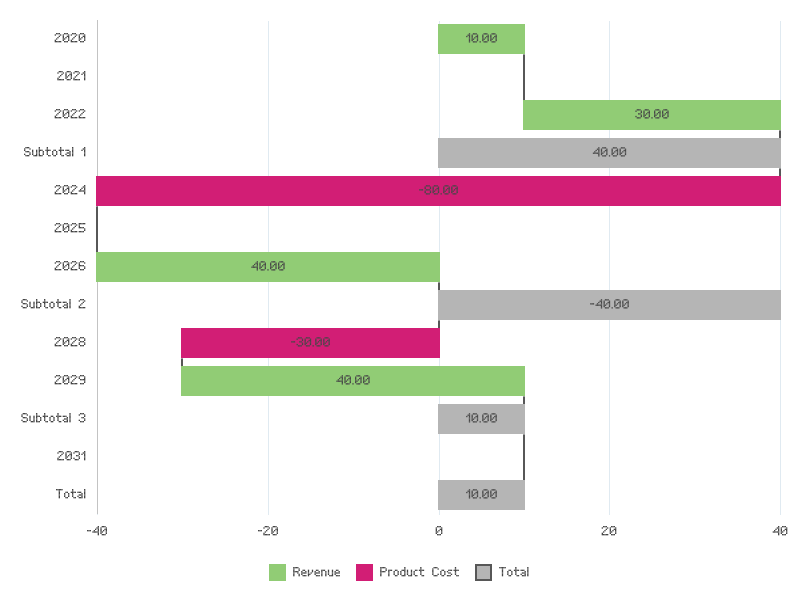 2020 10.00
2021
2022 30.00
Subtotal 1 40.00
2024 -80.00
2025
2026 40.00
Subtotal 2 -40.00
2028 -30.00
2029 40.00
Subtotal 3 10.00
2031
Total 10.00
-40 -20 0 20 40
Revenue Product Cost Total